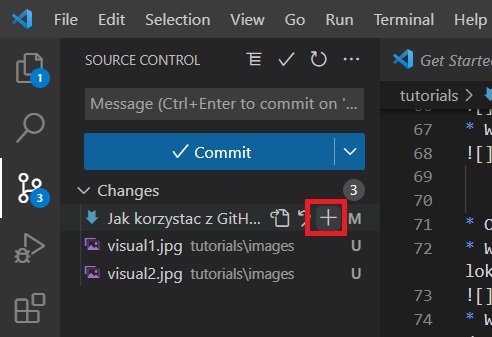 File Edit Selection View Go Run Terminal Help
SOURCE CONTROL
Get Starte
1
Message (Ctrl+Enter to commit on '...
tutorials >
67 * W
Commit
68 ![]
69
Changes 3
70
3
Jak korzystac z GitH... M
71 * O
visual1.jpg tutorials\images U
72 * W
lok
visual2.jpg tutorials\images U
73 ![]
74 * W